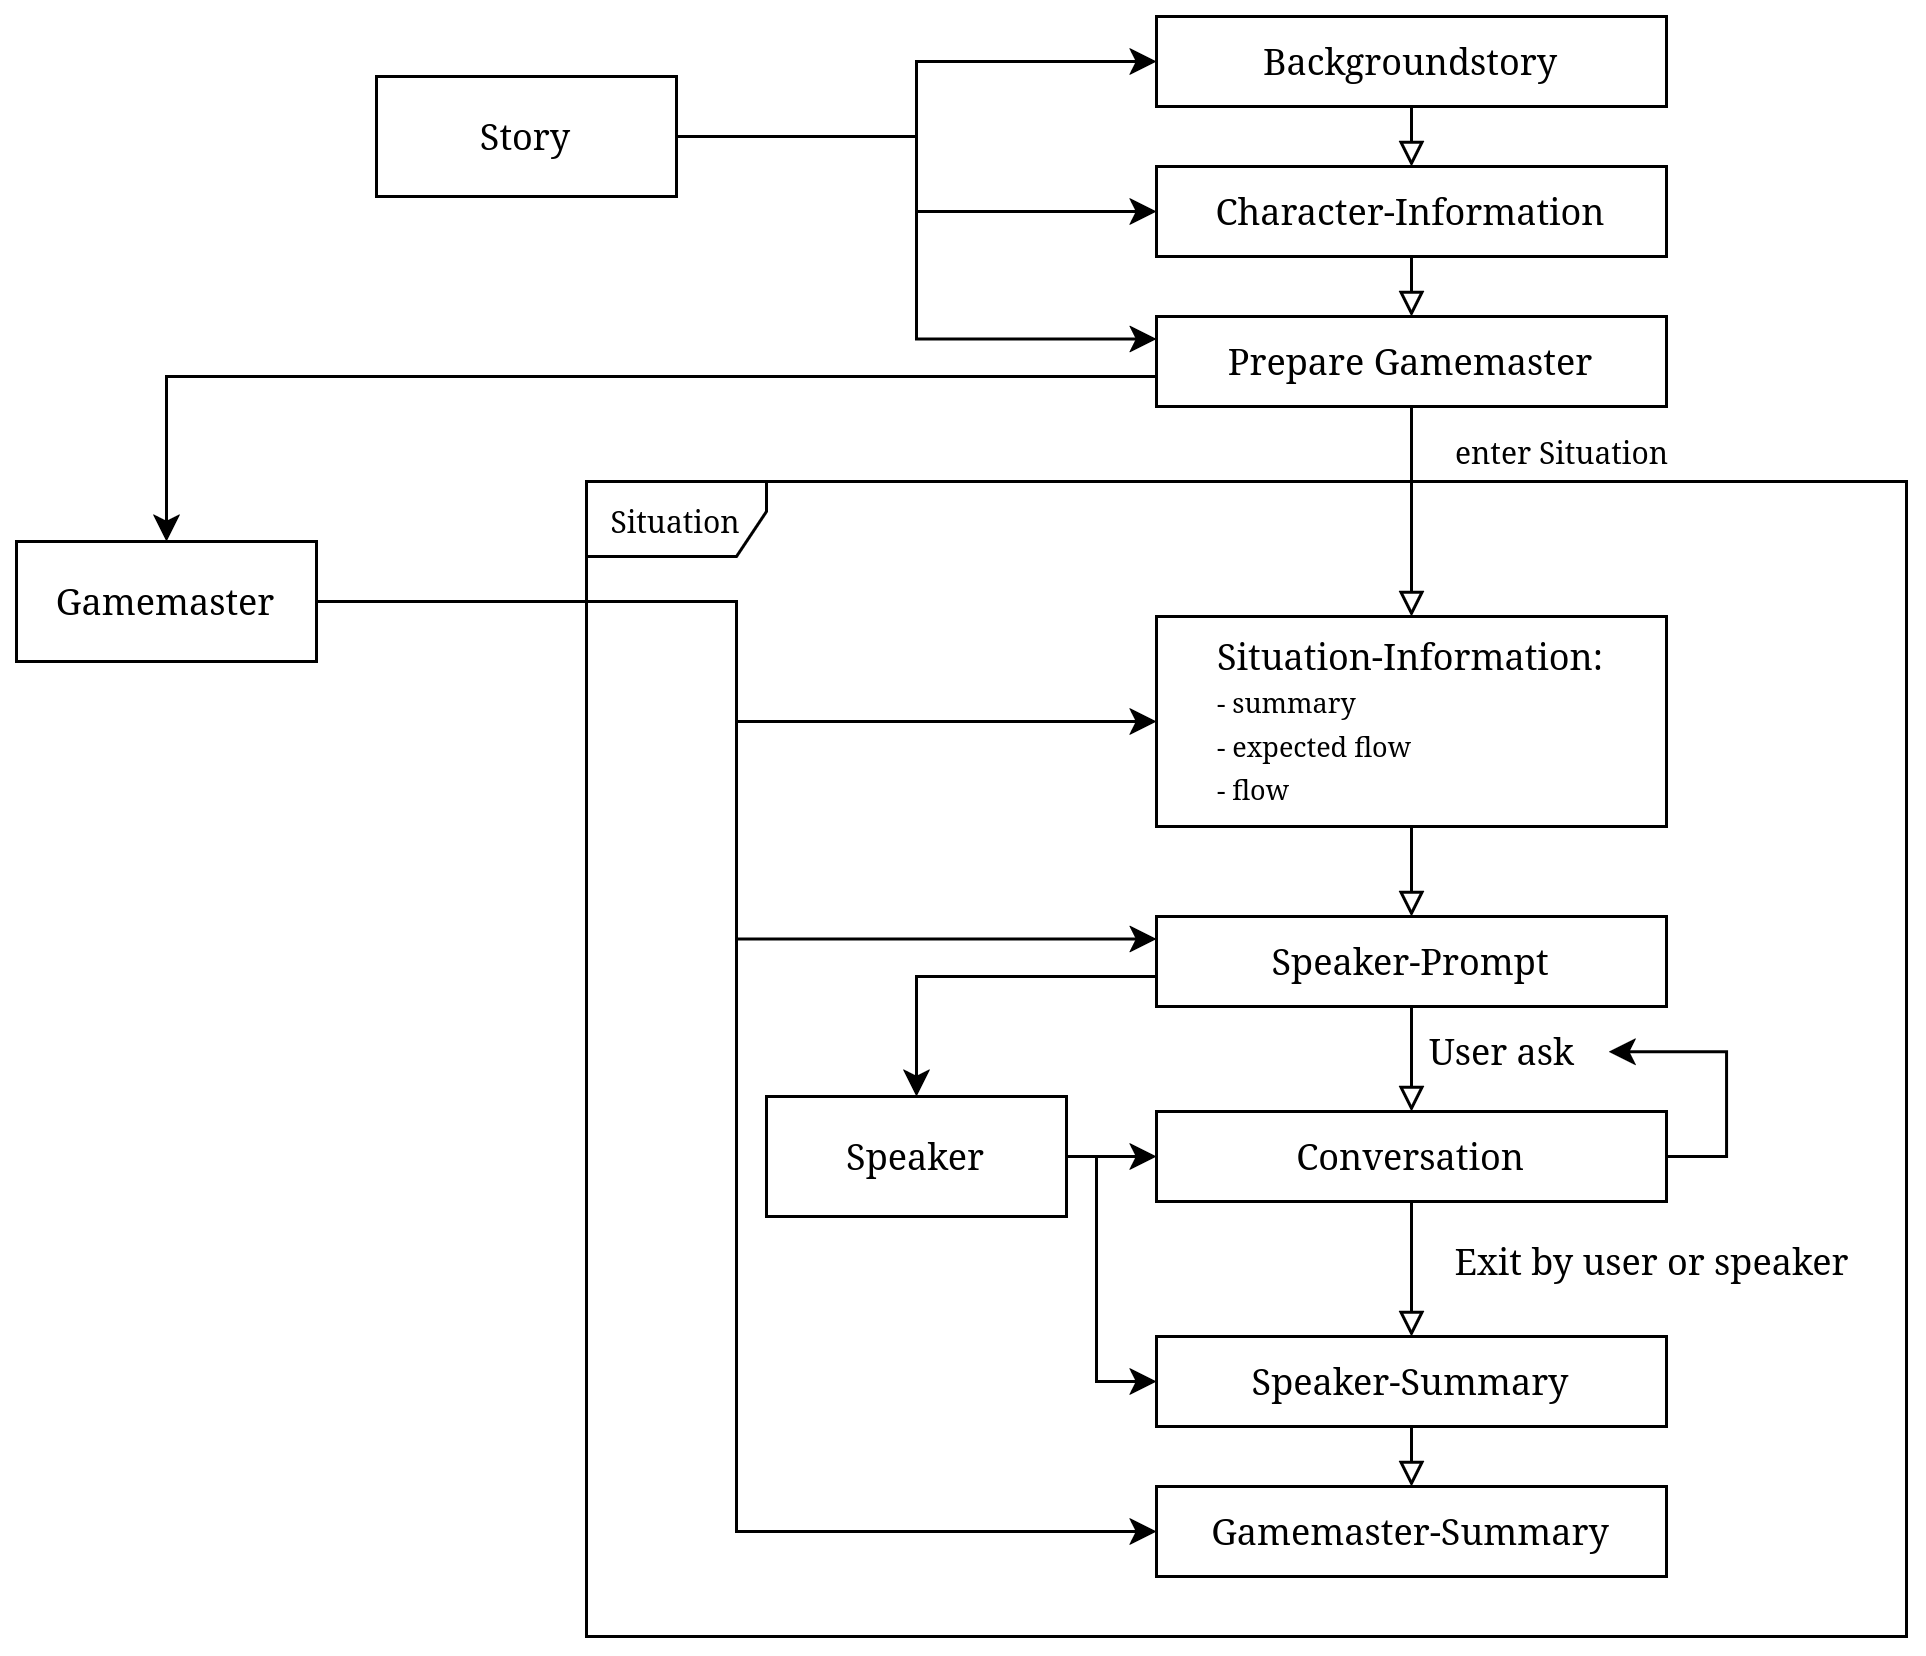 Backgroundstory
Story
Character-Information
Prepare Gamemaster
enter Situation
Situation
Gamemaster
Situation-Information:
- summary
- expected flow
- flow
Speaker-Prompt
User ask
Speaker
Conversation
Exit by user or speaker
Speaker-Summary
Gamemaster-Summary